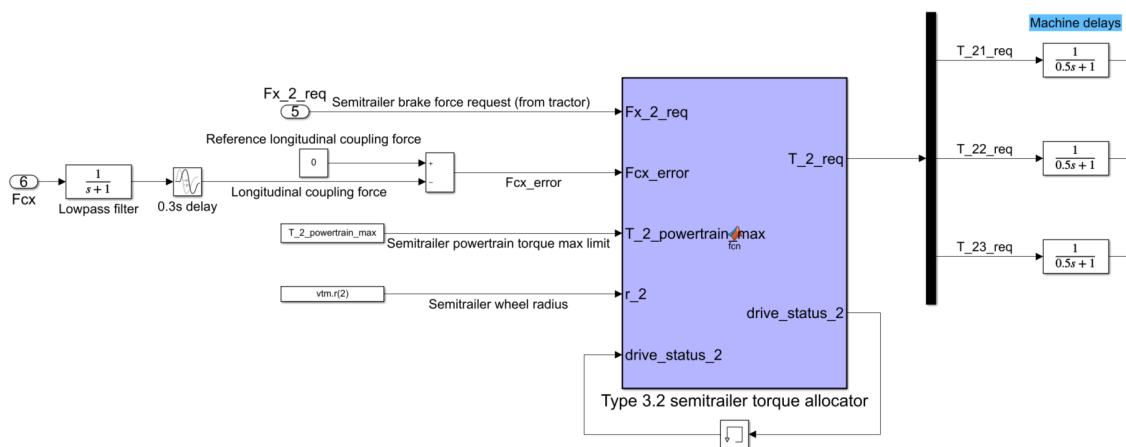 Machine delays
T_21_req
1
0.5s + 1
Fx_2_req
5
Semitrailer brake force request (from tractor)
Fx_2_req
Reference longitudinal coupling force
0
+
−
T_2_req
T_22_req
1
0.5s + 1
6
Fcx
1
s + 1
Lowpass filter
0.3s delay
Longitudinal coupling force
Fcx_error
Fcx_error
T_2_powertrain_max
Semitrailer powertrain torque max limit
T_2_powertrain_max
fcn
T_23_req
1
0.5s + 1
vtm.r(2)
Semitrailer wheel radius
r_2
drive_status_2
drive_status_2
Type 3.2 semitrailer torque allocator